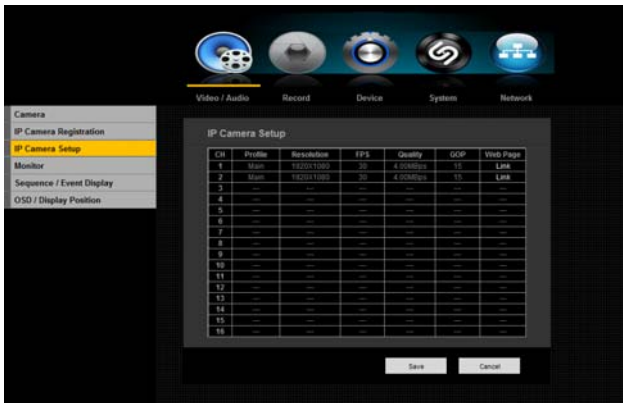 Video / Audio Record Device System Network
Camera
IP Camera Registration
IP Camera Setup
Monitor
Sequence / Event Display
OSD / Display Position
IP Camera Setup
CH Profile Resolution FPS Quality GOP Web Page
1 Main 1920X1080 30 4.00MBps 15 Link
2 Main 1920X1080 30 4.00MBps 15 Link
3 --- --- --- --- --- ---
4 --- --- --- --- --- ---
5 --- --- --- --- --- ---
6 --- --- --- --- --- ---
7 --- --- --- --- --- ---
8 --- --- --- --- --- ---
9 --- --- --- --- --- ---
10 --- --- --- --- --- ---
11 --- --- --- --- --- ---
12 --- --- --- --- --- ---
13 --- --- --- --- --- ---
14 --- --- --- --- --- ---
15 --- --- --- --- --- ---
16 --- --- --- --- --- ---
Save Cancel